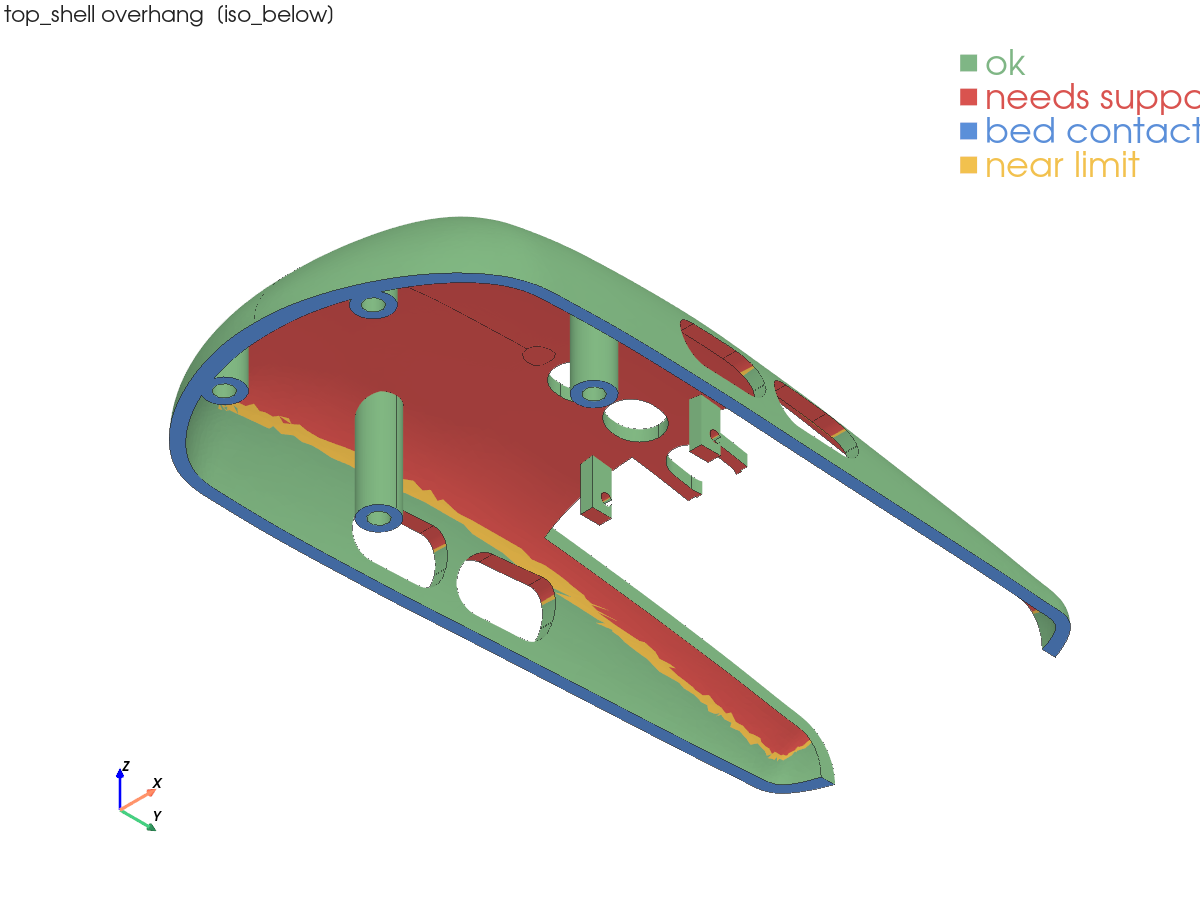 top_shell overhang  [iso_below]
ok
needs suppo
bed contact
near limit
Z
X
Y